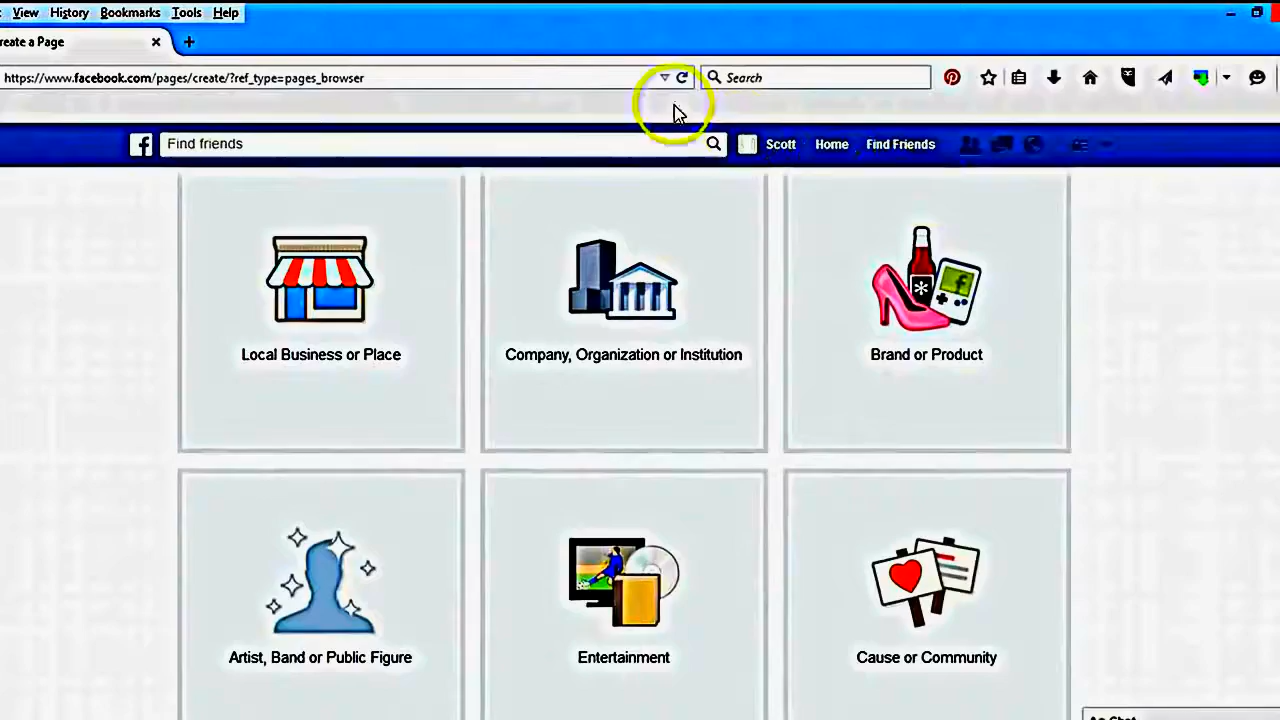 View History Bookmarks Tools Help
reate a Page
https://www.facebook.com/pages/create/?ref_type=pages_browser
Search
Find friends
Scott Home Find Friends
Local Business or Place
Company, Organization or Institution
Brand or Product
Artist, Band or Public Figure
Entertainment
Cause or Community